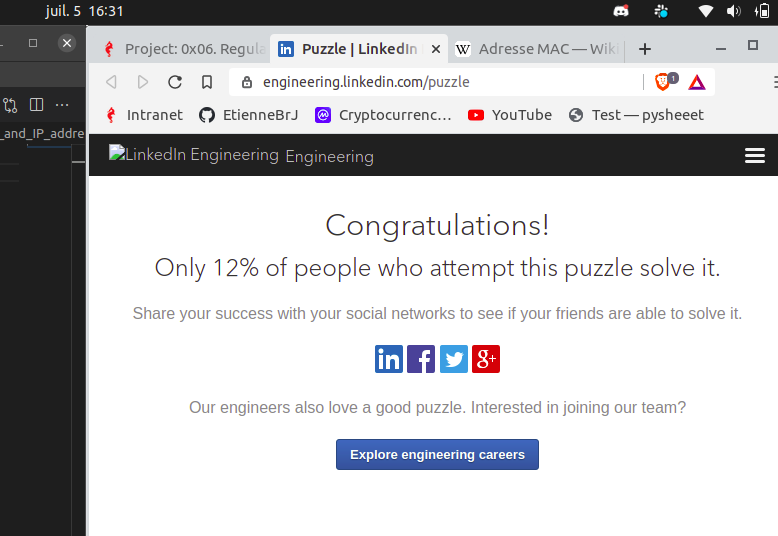 juil. 5 16:31
Project: 0x06. Regula
Puzzle | LinkedIn
Adresse MAC — Wiki
engineering.linkedin.com/puzzle
1
Intranet
EtienneBrJ
Cryptocurrenc…
YouTube
Test — pysheeet
_and_IP_addre
LinkedIn Engineering Engineering
Congratulations!
Only 12% of people who attempt this puzzle solve it.
Share your success with your social networks to see if your friends are able to solve it.
in f g+
Our engineers also love a good puzzle. Interested in joining our team?
Explore engineering careers